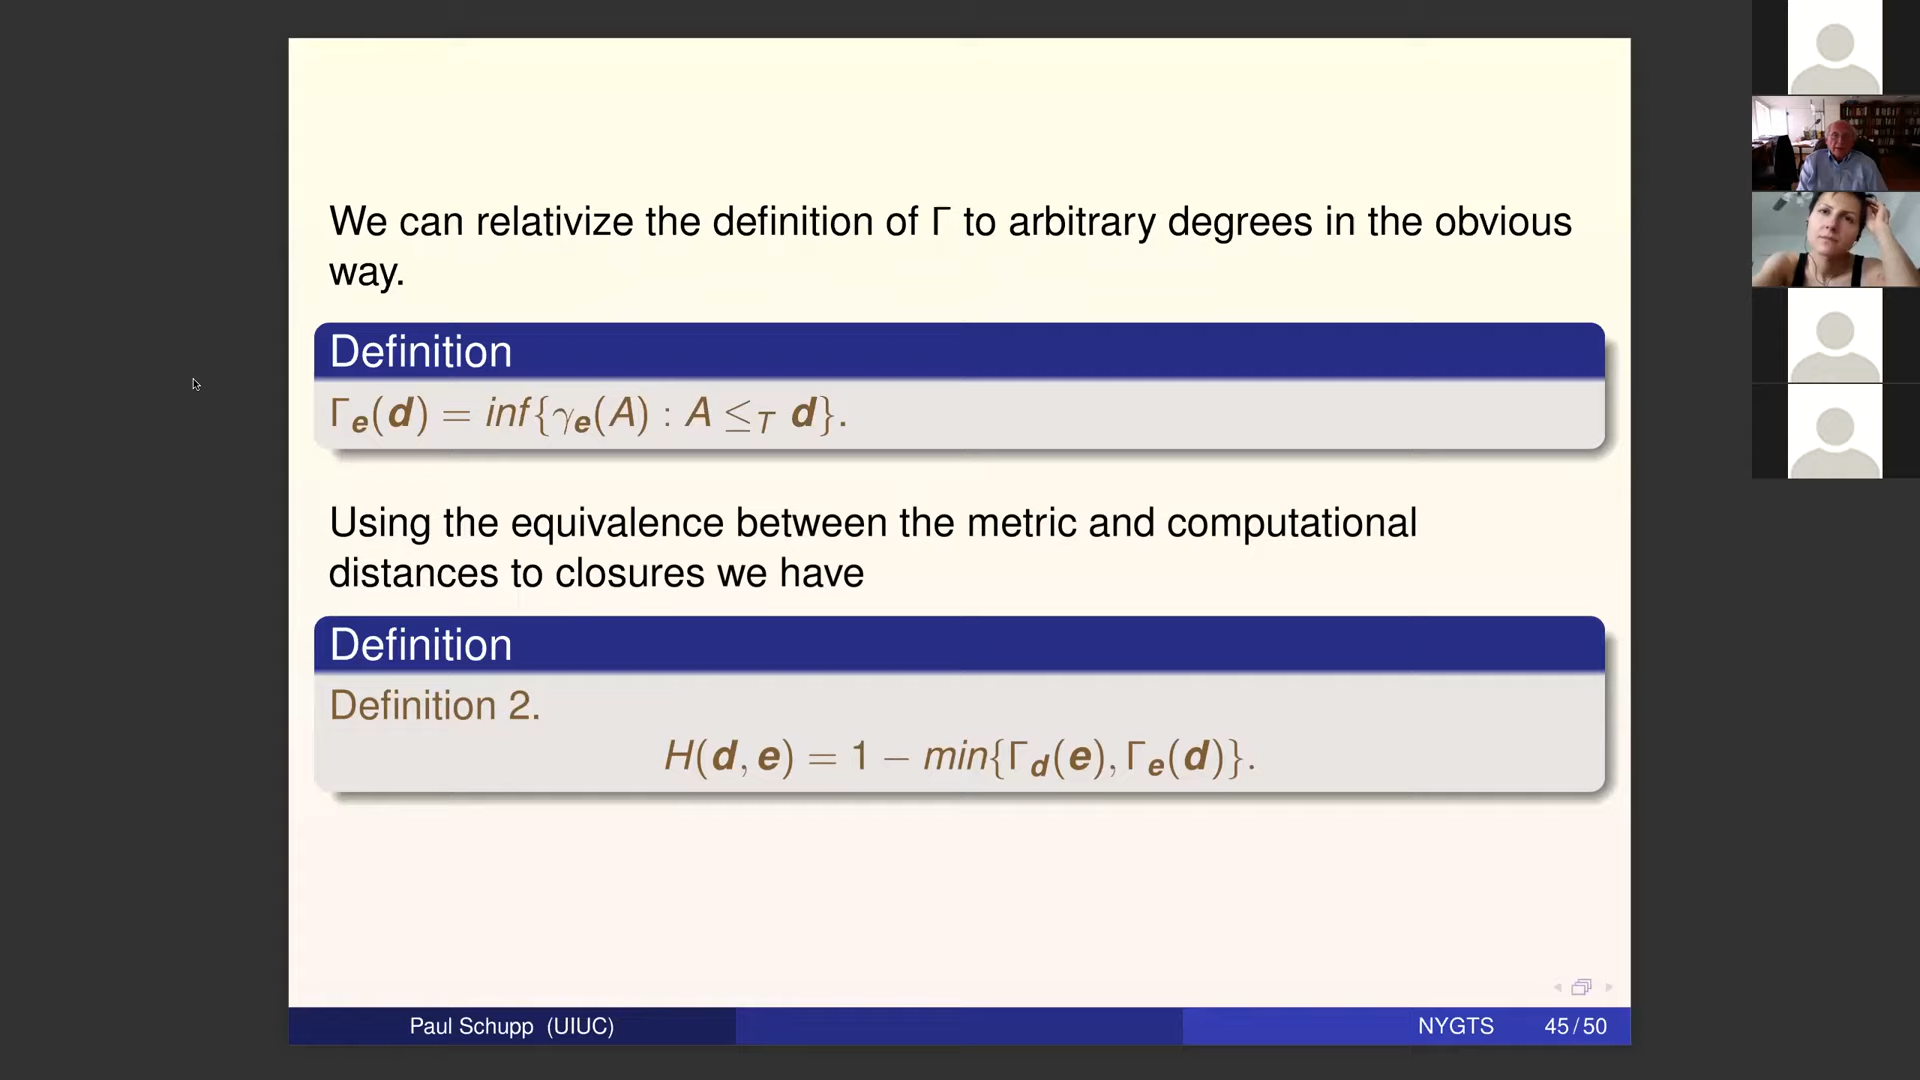 We can relativize the definition of Γ to arbitrary degrees in the obvious
way.
Definition
Γ_e(d) = inf{γ_e(A) : A ≤_T d}.
Using the equivalence between the metric and computational
distances to closures we have
Definition
Definition 2.
H(d, e) = 1 − min{Γ_d(e), Γ_e(d)}.
Paul Schupp (UIUC)
NYGTS
45 / 50